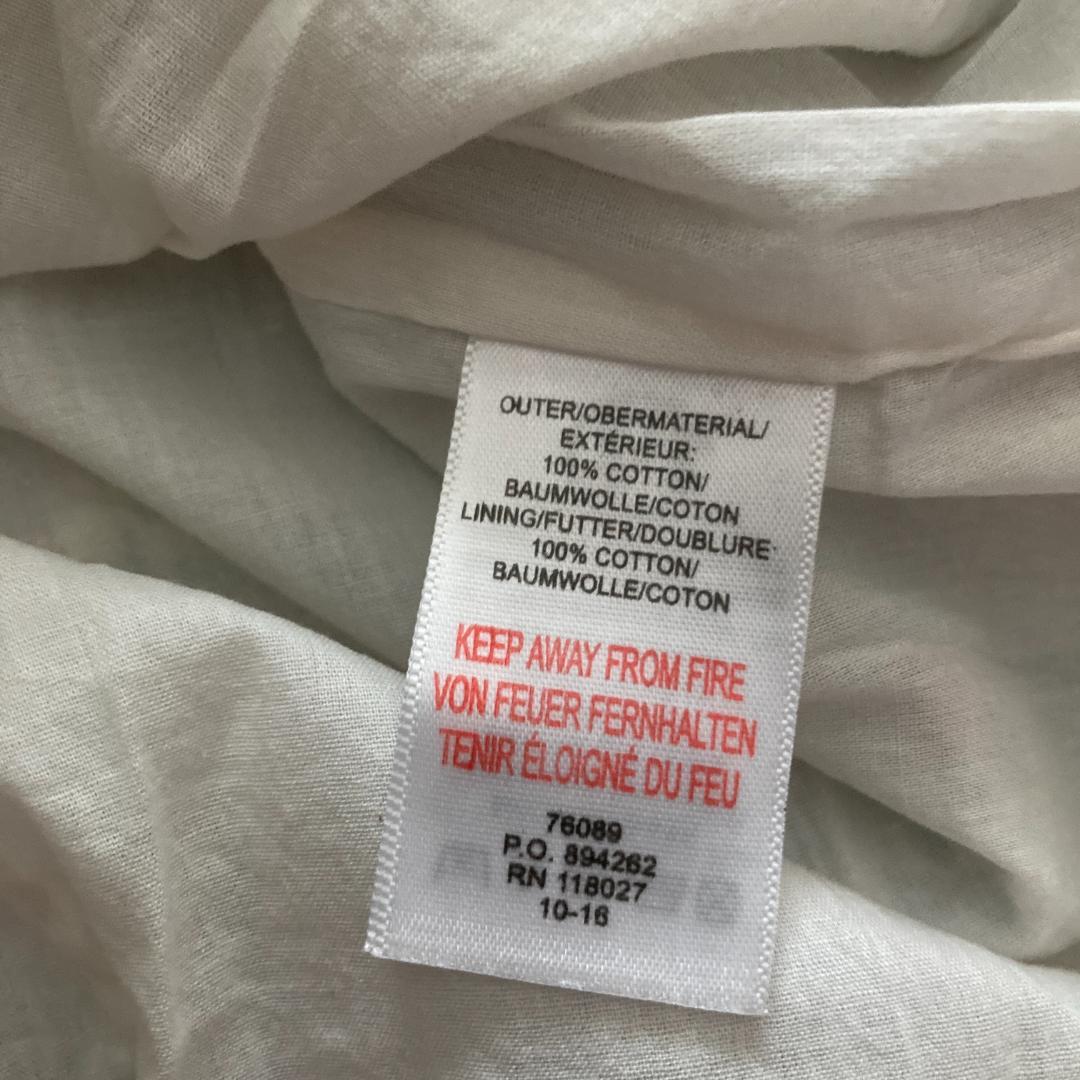 OUTER/OBERMATERIAL/
EXTÉRIEUR:
100% COTTON/
BAUMWOLLE/COTON
LINING/FUTTER/DOUBLURE:
100% COTTON/
BAUMWOLLE/COTON
KEEP AWAY FROM FIRE
VON FEUER FERNHALTEN
TENIR ÉLOIGNÉ DU FEU
76089
P.O. 894262
RN 118027
10-16